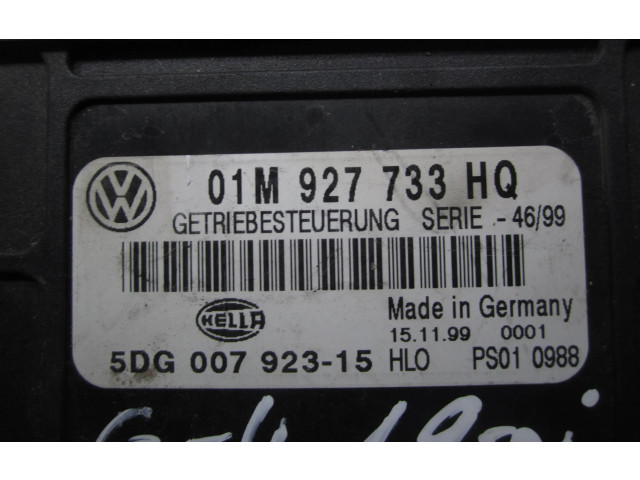 VW 01M 927 733 HQ
GETRIEBESTEUERUNG SERIE - 46/99
HELLA Made in Germany
15.11.99 0001
5DG 007 923-15 HLO PS01 0988